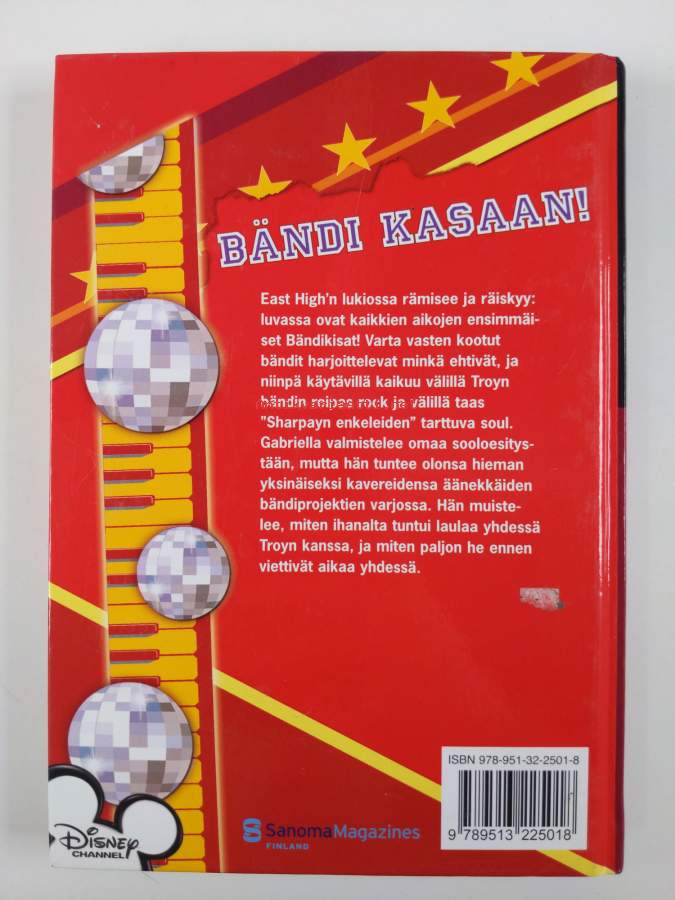 BÄNDI KASAAN!
East High'n lukiossa rämisee ja räiskyy:
luvassa ovat kaikkien aikojen ensimmäi-
set Bändikisat! Varta vasten kootut
bändit harjoittelevat minkä ehtivät, ja
niinpä käytävillä kaikuu välillä Troyn
bändin reipas rock ja välillä taas
"Sharpayn enkeleiden" tarttuva soul.
Gabriella valmistelee omaa sooloesitys-
tään, mutta hän tuntee olonsa hieman
yksinäiseksi kavereidensa äänekkäiden
bändiprojektien varjossa. Hän muiste-
lee, miten ihanalta tuntui laulaa yhdessä
Troyn kanssa, ja miten paljon he ennen
viettivät aikaa yhdessä.
ISBN 978-951-32-2501-8
9 789513 225018
SanomaMagazines
FINLAND
Disney
CHANNEL